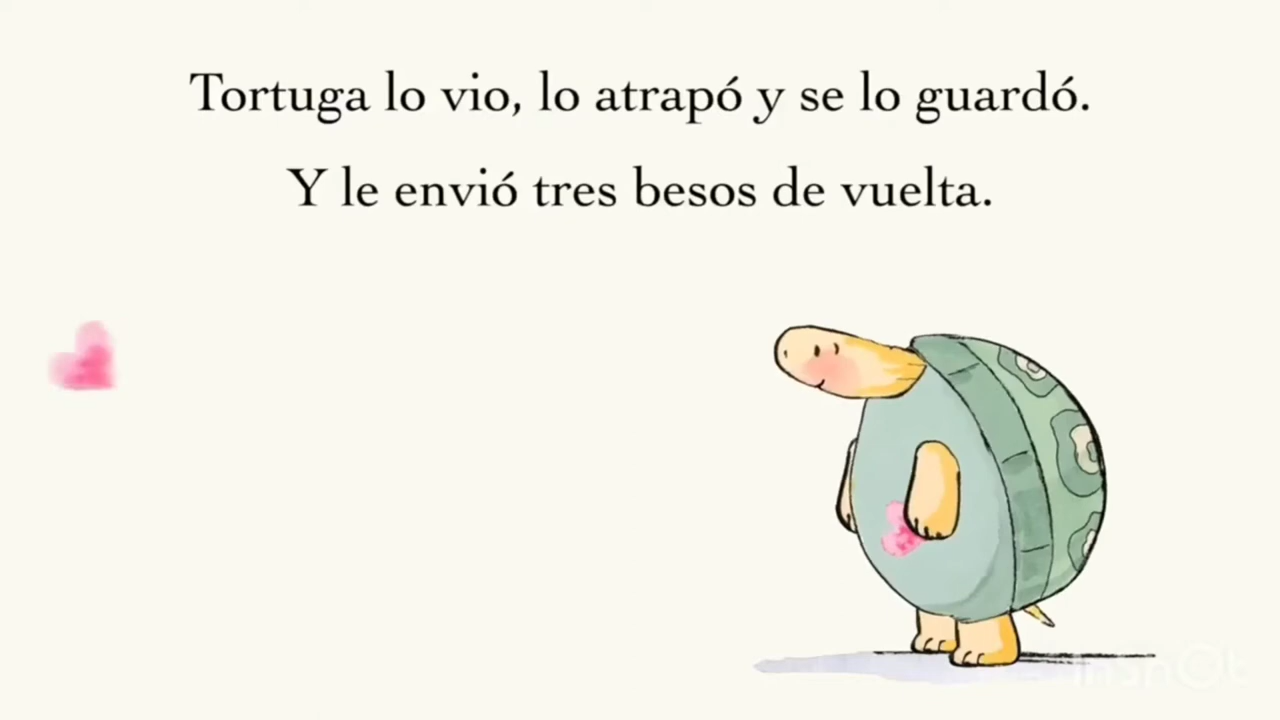 Tortuga lo vio, lo atrapó y se lo guardó.
Y le envió tres besos de vuelta.